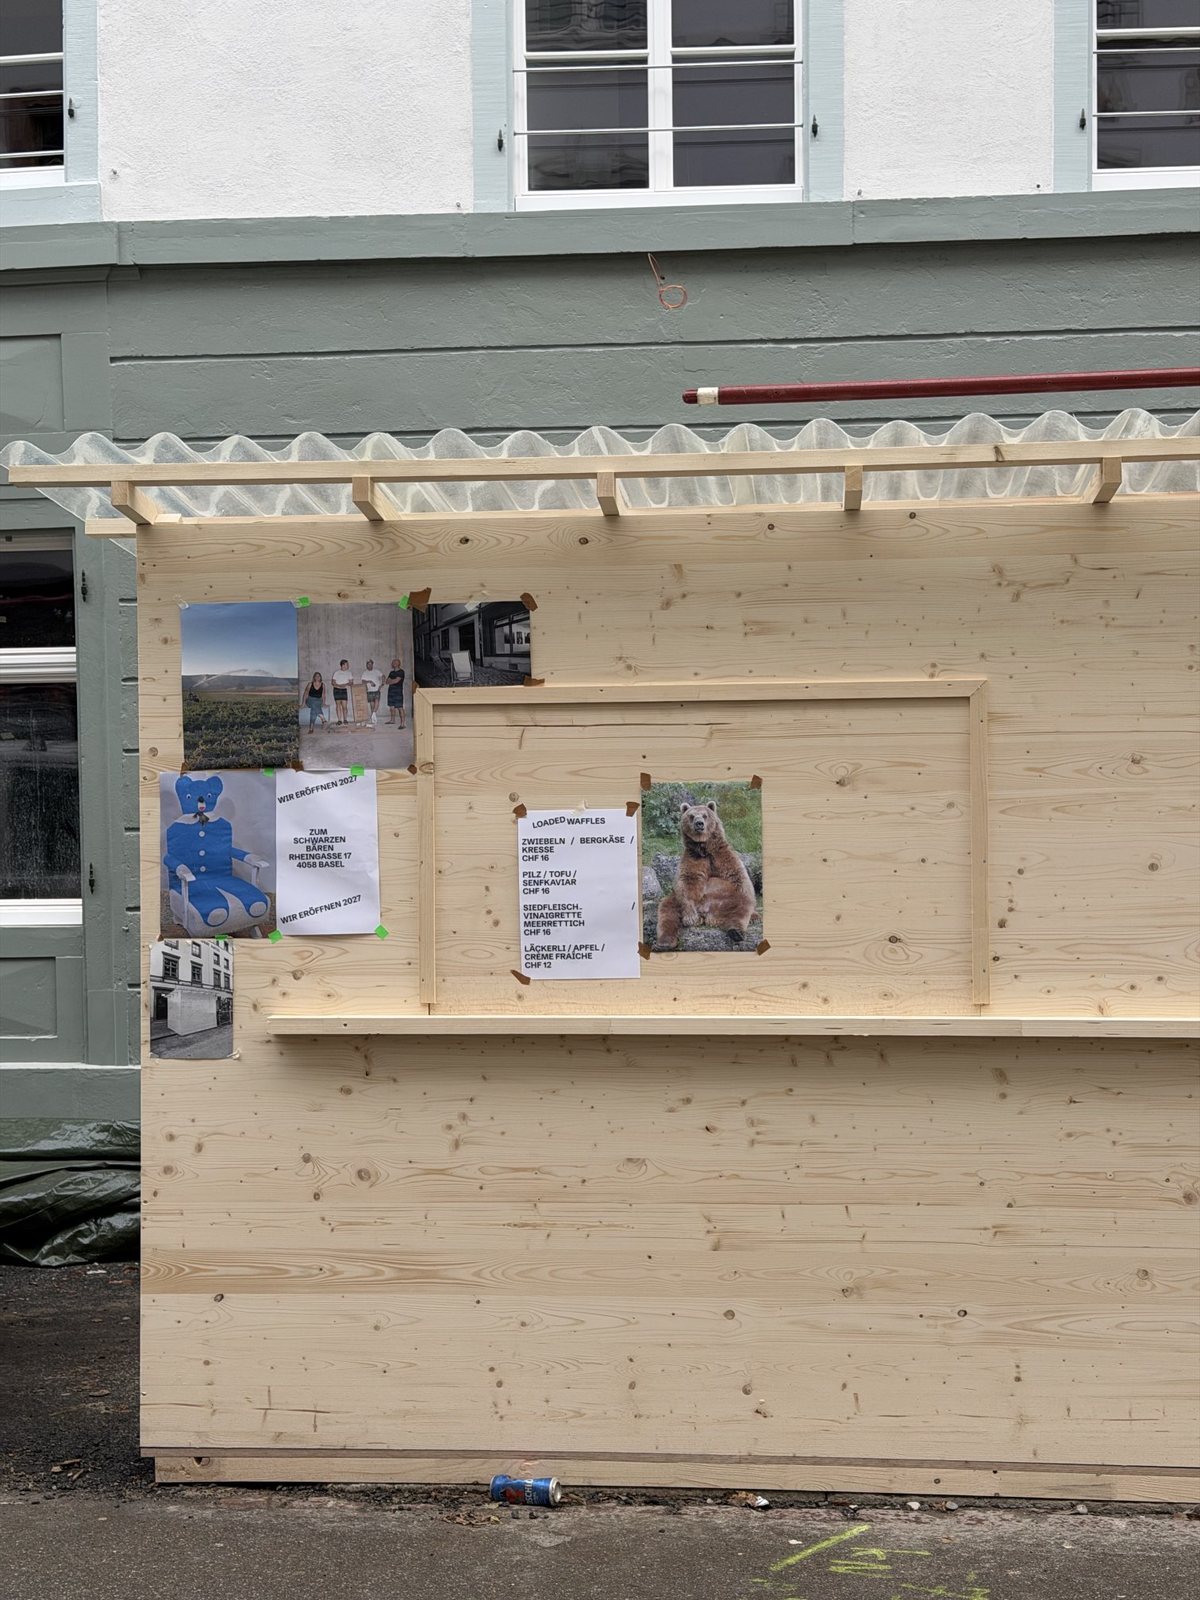 WIR ERÖFFNEN 2027
ZUM
SCHWARZEN
BÄREN
RHEINGASSE 17
4058 BASEL
WIR ERÖFFNEN 2027
LOADED WAFFLES
ZWIEBELN / BERGKÄSE /
KRESSE
CHF 16
PILZ / TOFU /
SENFKAVIAR
CHF 16
SIEDFLEISCH- /
VINAIGRETTE
MEERRETTICH
CHF 16
LÄCKERLI / APFEL /
CRÈME FRAÎCHE
CHF 12